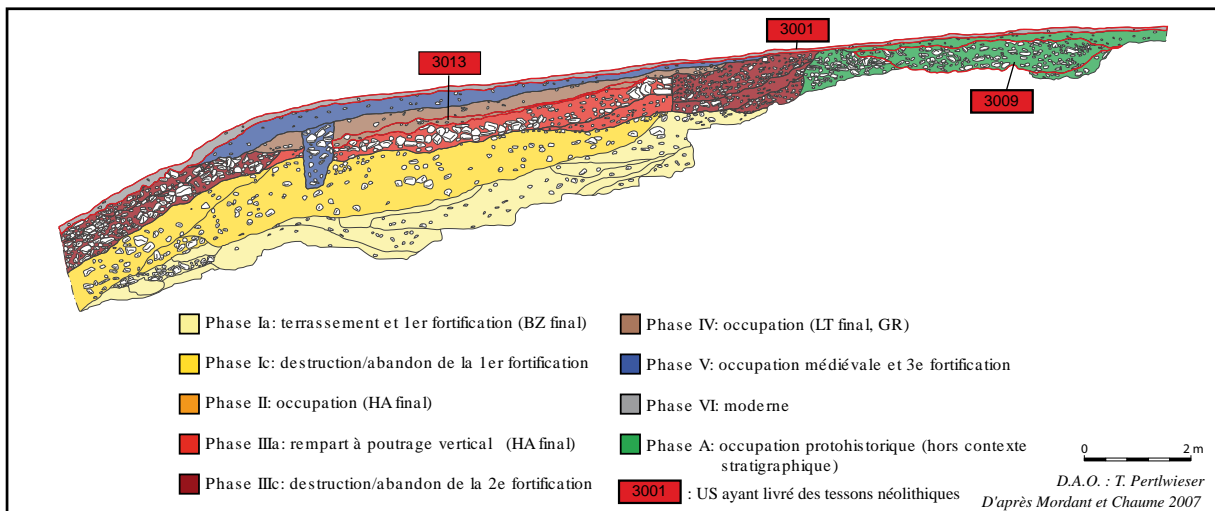 3001
3013
3009
Phase Ia: terrassement et 1er fortification (BZ final)
Phase Ic: destruction/abandon de la 1er fortification
Phase II: occupation (HA final)
Phase IIIa: rempart à poutrage vertical (HA final)
Phase IIIc: destruction/abandon de la 2e fortification
Phase IV: occupation (LT final, GR)
Phase V: occupation médiévale et 3e fortification
Phase VI: moderne
Phase A: occupation protohistorique (hors contexte
stratigraphique)
3001 : US ayant livré des tessons néolithiques
0 2 m
D.A.O. : T. Pertlwieser
D'après Mordant et Chaume 2007